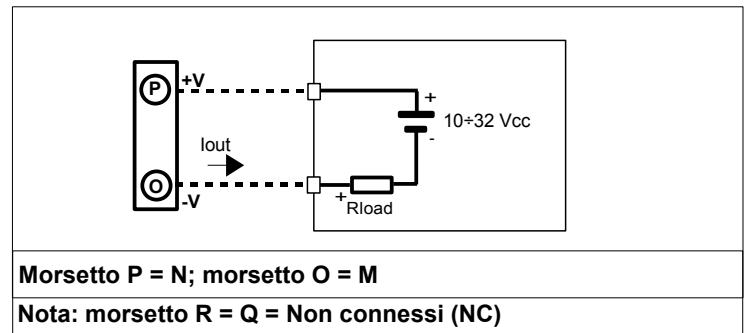 P
+V
+
10÷32 Vcc
-
Iout
O
-V
+
Rload
Morsetto P = N; morsetto O = M
Nota: morsetto R = Q = Non connessi (NC)